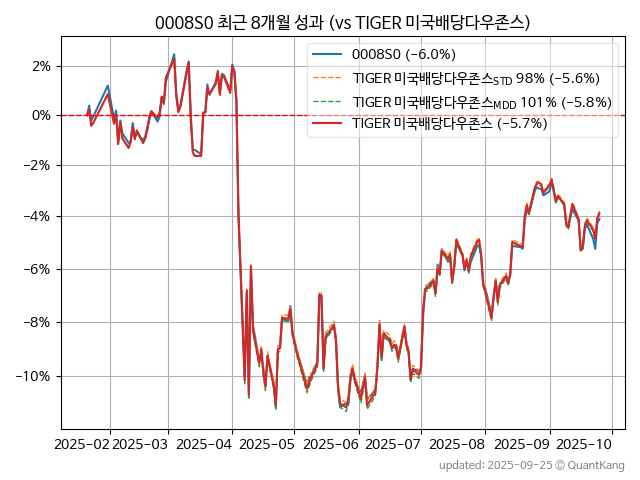 0008S0 최근 8개월 성과 (vs TIGER 미국배당다우존스)
0008S0 (−6.0%)
TIGER 미국배당다우존스STD 98% (−5.6%)
TIGER 미국배당다우존스MDD 101% (−5.8%)
TIGER 미국배당다우존스 (−5.7%)
2%
0%
−2%
−4%
−6%
−8%
−10%
2025-02 2025-03 2025-04 2025-05 2025-06 2025-07 2025-08 2025-09 2025-10
updated: 2025-09-25 © QuantKang